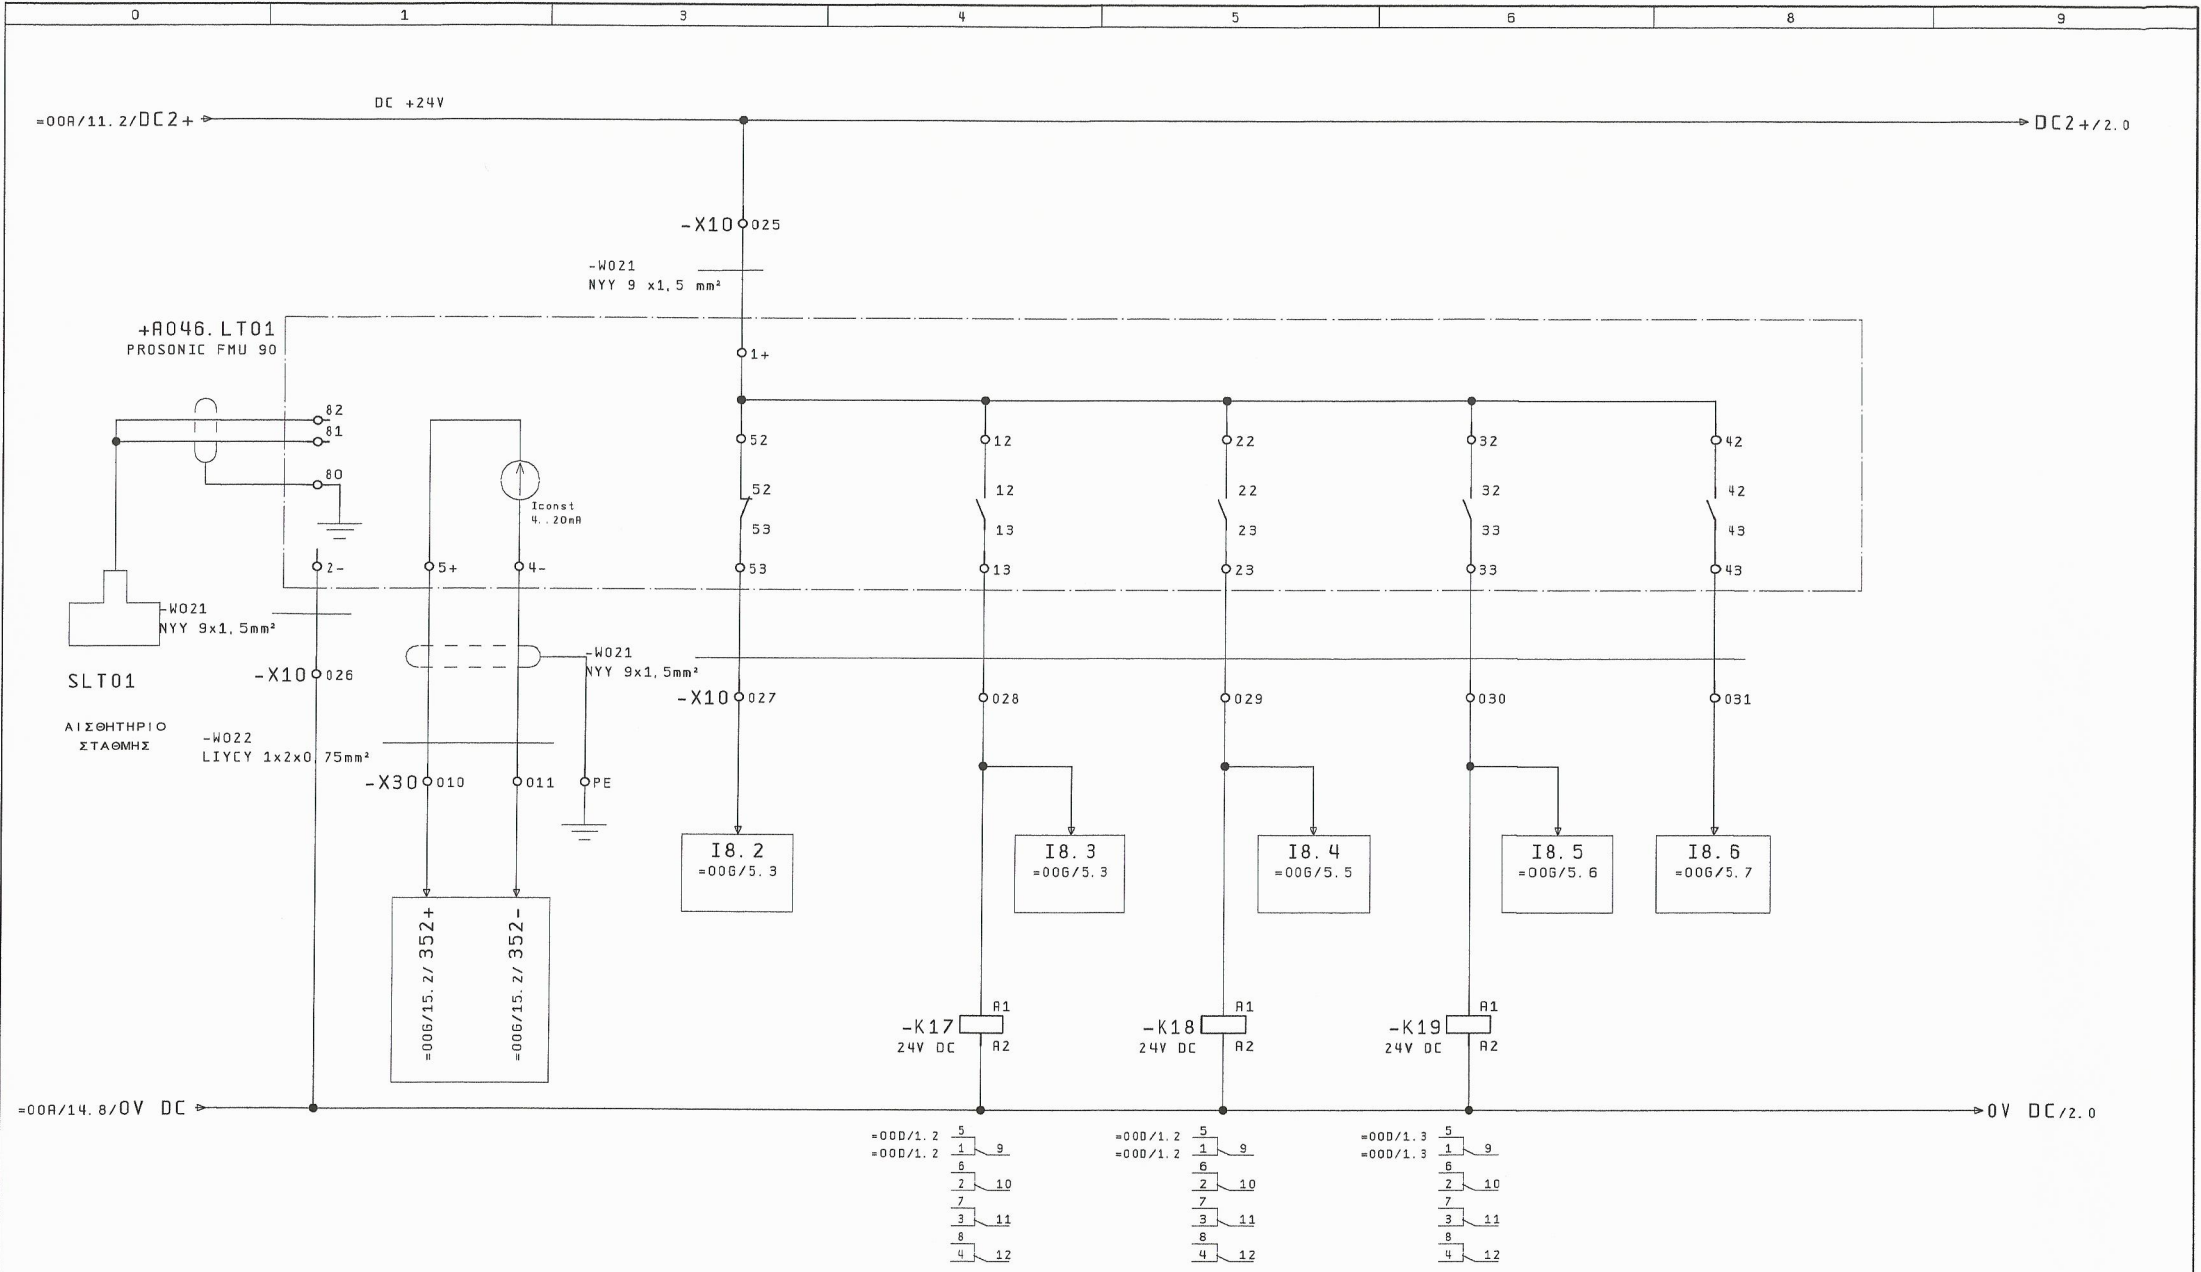 0 1 3 4 5 6 8 9
DC +24V
=00A/11.2/DC2+
DC2+/2.0
-X10 025
-W021
NYY 9 x1,5 mm²
+A046.LT01
PROSONIC FMU 90
1+
82
81
80
52 12 22 32 42
52 12 22 32 42
Iconst
4..20mA
53 13 23 33 43
2- 5+ 4- 53 13 23 33 43
-W021
NYY 9x1,5mm²
-W021
NYY 9x1,5mm²
SLT01
-X10 026
-X10 027 028 029 030 031
ΑΙΣΘΗΤΗΡΙΟ
ΣΤΑΘΜΗΣ
-W022
LIYCY 1x2x0,75mm²
-X30 010 011 PE
I8.2 I8.3 I8.4 I8.5 I8.6
=00G/5.3 =00G/5.3 =00G/5.5 =00G/5.6 =00G/5.7
=00G/15.2/352+
=00G/15.2/352-
A1 A1 A1
-K17 -K18 -K19
24V DC A2 24V DC A2 24V DC A2
=00A/14.8/0V DC
0V DC/2.0
=00D/1.2 5 =00D/1.2 5 =00D/1.3 5
=00D/1.2 1 9 =00D/1.2 1 9 =00D/1.3 1 9
6 6 6
2 10 2 10 2 10
7 7 7
3 11 3 11 3 11
8 8 8
4 12 4 12 4 12